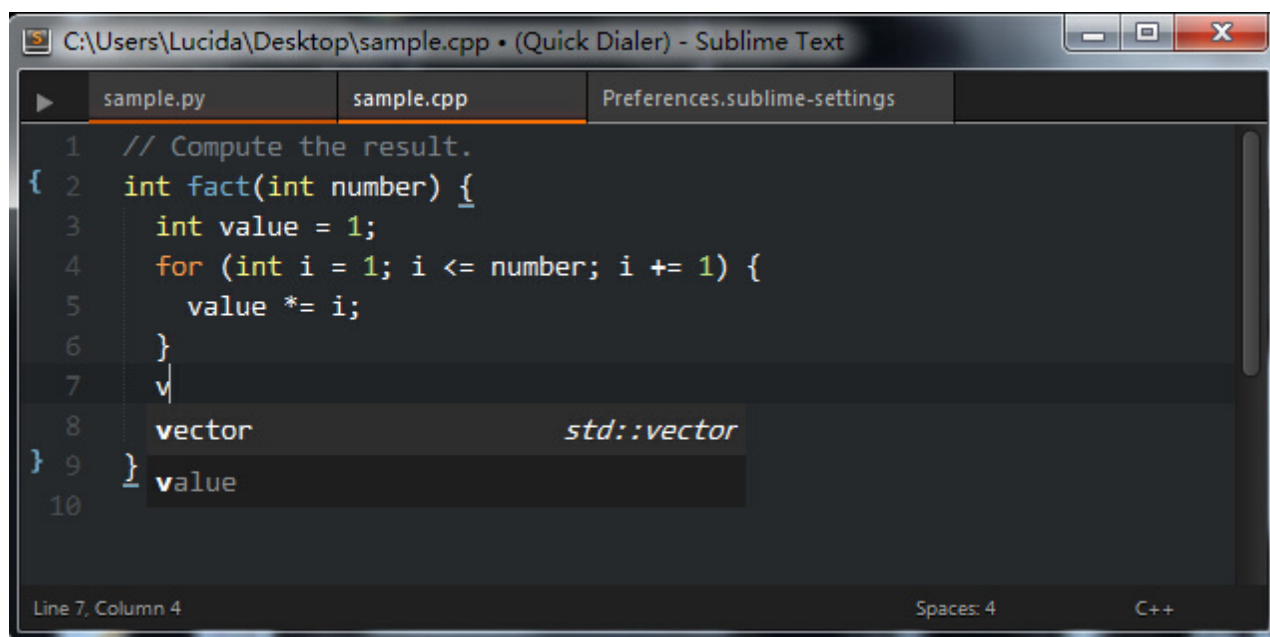 C:\Users\Lucida\Desktop\sample.cpp • (Quick Dialer) - Sublime Text
sample.py sample.cpp Preferences.sublime-settings
1 // Compute the result.
{ 2 int fact(int number) {
3 int value = 1;
4 for (int i = 1; i <= number; i += 1) {
5 value *= i;
6 }
7 v
8 vector std::vector
} 9 }
value
10
Line 7, Column 4 Spaces: 4 C++